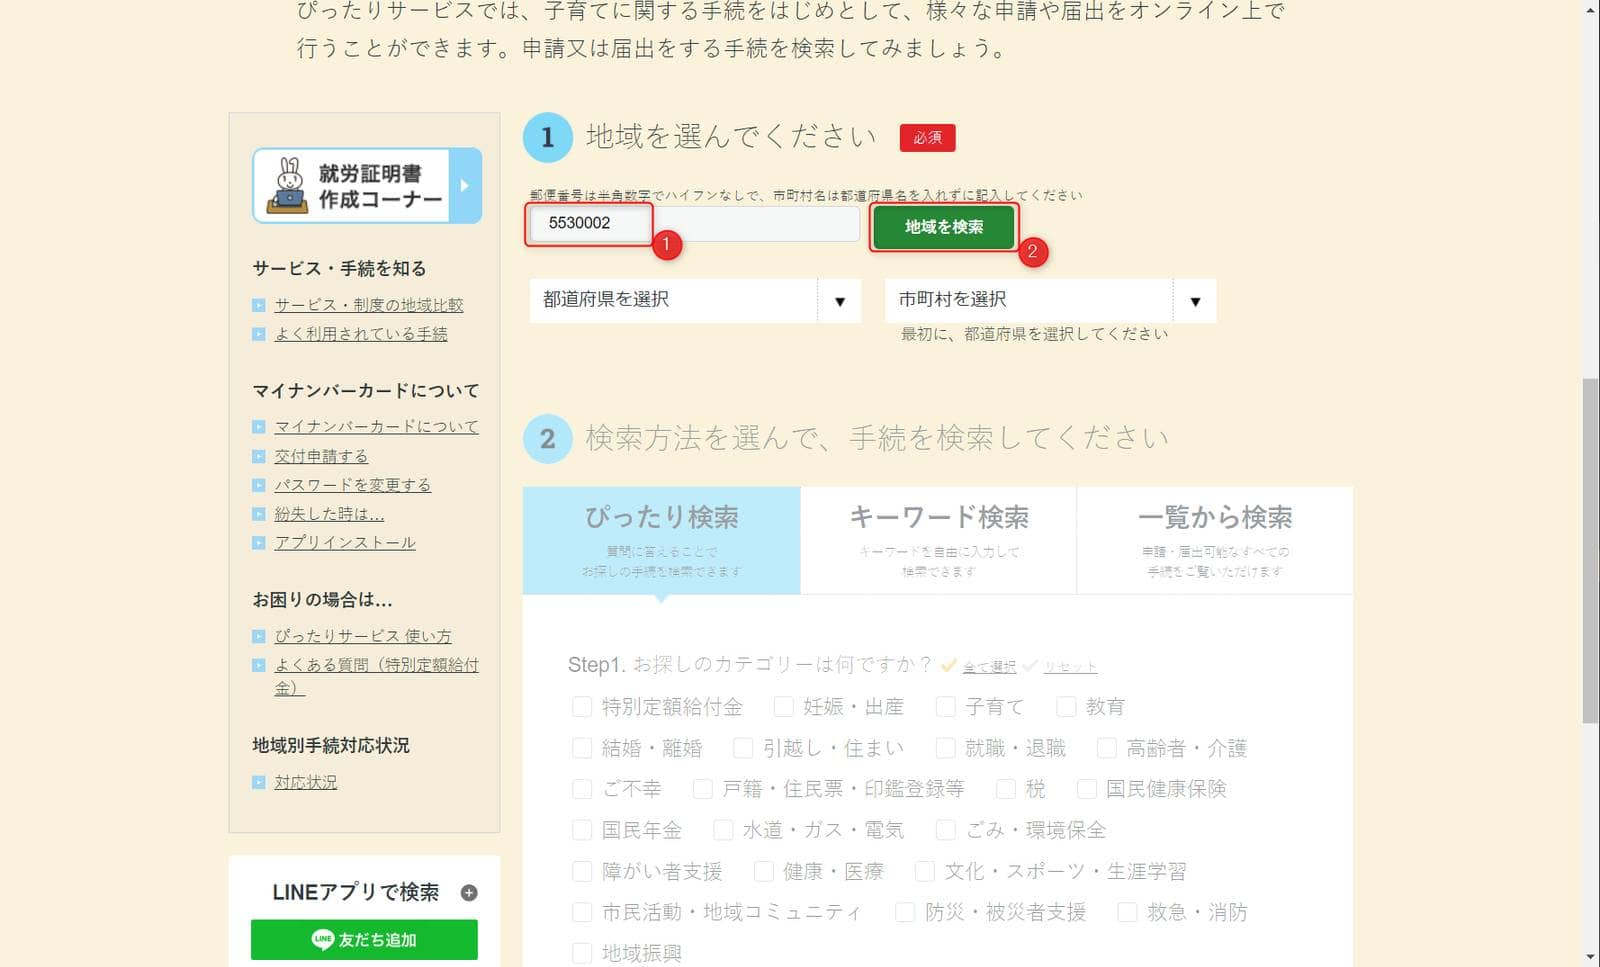 ぴったりサービスでは、子育てに関する手続をはじめとして、様々な申請や届出をオンライン上で
行うことができます。申請又は届出をする手続を検索してみましょう。
就労証明書
作成コーナー
サービス・手続を知る
サービス・制度の地域比較
よく利用されている手続
マイナンバーカードについて
マイナンバーカードについて
交付申請する
パスワードを変更する
紛失した時は...
アプリインストール
お困りの場合は...
ぴったりサービス 使い方
よくある質問（特別定額給付
金）
地域別手続対応状況
対応状況
LINEアプリで検索
LINE 友だち追加
1 地域を選んでください 必須
郵便番号は半角数字でハイフンなしで、市町村名は都道府県名を入れずに記入してください
5530002 1 地域を検索 2
都道府県を選択 ▼ 市町村を選択 ▼
最初に、都道府県を選択してください
2 検索方法を選んで、手続を検索してください
ぴったり検索
質問に答えることで
お探しの手続を検索できます
キーワード検索
キーワードを自由に入力して
検索できます
一覧から検索
申請・届出可能なすべての
手続をご覧いただけます
Step1. お探しのカテゴリーは何ですか？ 全て選択 リセット
特別定額給付金 妊娠・出産 子育て 教育
結婚・離婚 引越し・住まい 就職・退職 高齢者・介護
ご不幸 戸籍・住民票・印鑑登録等 税 国民健康保険
国民年金 水道・ガス・電気 ごみ・環境保全
障がい者支援 健康・医療 文化・スポーツ・生涯学習
市民活動・地域コミュニティ 防災・被災者支援 救急・消防
地域振興